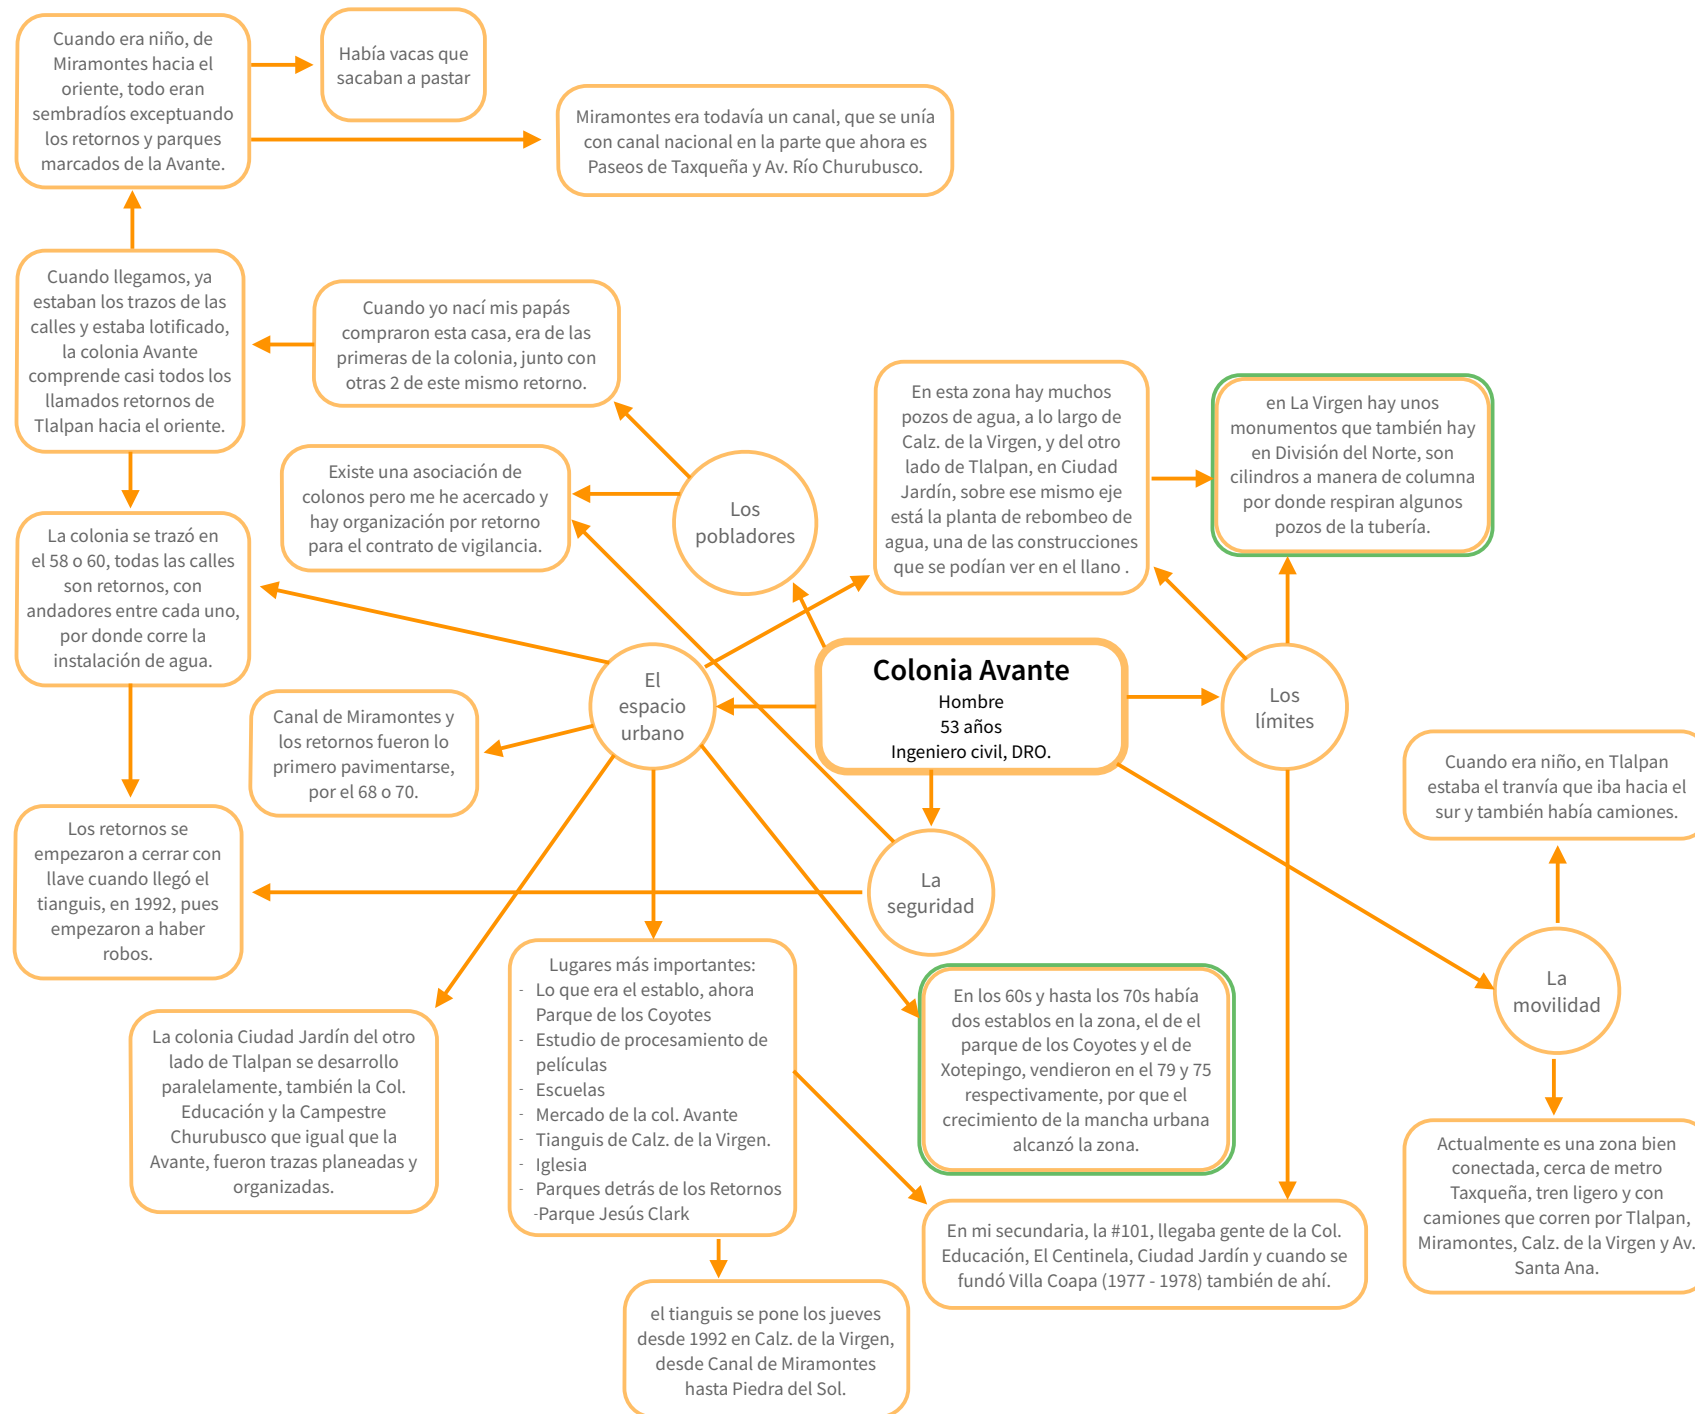 Cuando era niño, de
Miramontes hacia el
oriente, todo eran
sembradíos exceptuando
los retornos y parques
marcados de la Avante.
Había vacas que
sacaban a pastar
Miramontes era todavía un canal, que se unía
con canal nacional en la parte que ahora es
Paseos de Taxqueña y Av. Río Churubusco.
Cuando llegamos, ya
estaban los trazos de las
calles y estaba lotificado,
la colonia Avante
comprende casi todos los
llamados retornos de
Tlalpan hacia el oriente.
Cuando yo nací mis papás
compraron esta casa, era de las
primeras de la colonia, junto con
otras 2 de este mismo retorno.
En esta zona hay muchos
pozos de agua, a lo largo de
Calz. de la Virgen, y del otro
lado de Tlalpan, en Ciudad
Jardín, sobre ese mismo eje
está la planta de rebombeo de
agua, una de las construcciones
que se podían ver en el llano .
en La Virgen hay unos
monumentos que también hay
en División del Norte, son
cilindros a manera de columna
por donde respiran algunos
pozos de la tubería.
Existe una asociación de
colonos pero me he acercado y
hay organización por retorno
para el contrato de vigilancia.
Los
pobladores
La colonia se trazó en
el 58 o 60, todas las calles
son retornos, con
andadores entre cada uno,
por donde corre la
instalación de agua.
El
espacio
urbano
Colonia Avante
Hombre
53 años
Ingeniero civil, DRO.
Los
límites
Canal de Miramontes y
los retornos fueron lo
primero pavimentarse,
por el 68 o 70.
Cuando era niño, en Tlalpan
estaba el tranvía que iba hacia el
sur y también había camiones.
Los retornos se
empezaron a cerrar con
llave cuando llegó el
tianguis, en 1992, pues
empezaron a haber
robos.
La
seguridad
La
movilidad
La colonia Ciudad Jardín del otro
lado de Tlalpan se desarrollo
paralelamente, también la Col.
Educación y la Campestre
Churubusco que igual que la
Avante, fueron trazas planeadas y
organizadas.
Lugares más importantes:
- Lo que era el establo, ahora
Parque de los Coyotes
- Estudio de procesamiento de
películas
- Escuelas
- Mercado de la col. Avante
- Tianguis de Calz. de la Virgen.
- Iglesia
- Parques detrás de los Retornos
-Parque Jesús Clark
En los 60s y hasta los 70s había
dos establos en la zona, el de el
parque de los Coyotes y el de
Xotepingo, vendieron en el 79 y 75
respectivamente, por que el
crecimiento de la mancha urbana
alcanzó la zona.
Actualmente es una zona bien
conectada, cerca de metro
Taxqueña, tren ligero y con
camiones que corren por Tlalpan,
Miramontes, Calz. de la Virgen y Av.
Santa Ana.
En mi secundaria, la #101, llegaba gente de la Col.
Educación, El Centinela, Ciudad Jardín y cuando se
fundó Villa Coapa (1977 - 1978) también de ahí.
el tianguis se pone los jueves
desde 1992 en Calz. de la Virgen,
desde Canal de Miramontes
hasta Piedra del Sol.